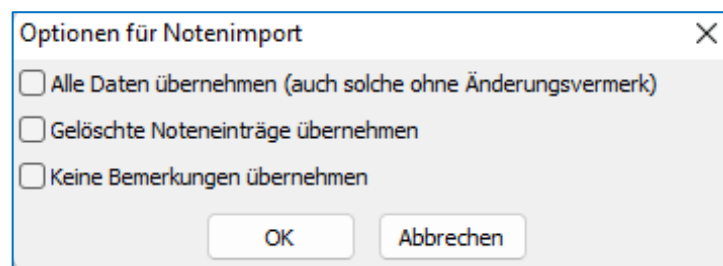 Optionen für Notenimport
Alle Daten übernehmen (auch solche ohne Änderungsvermerk)
Gelöschte Noteneinträge übernehmen
Keine Bemerkungen übernehmen
OK Abbrechen